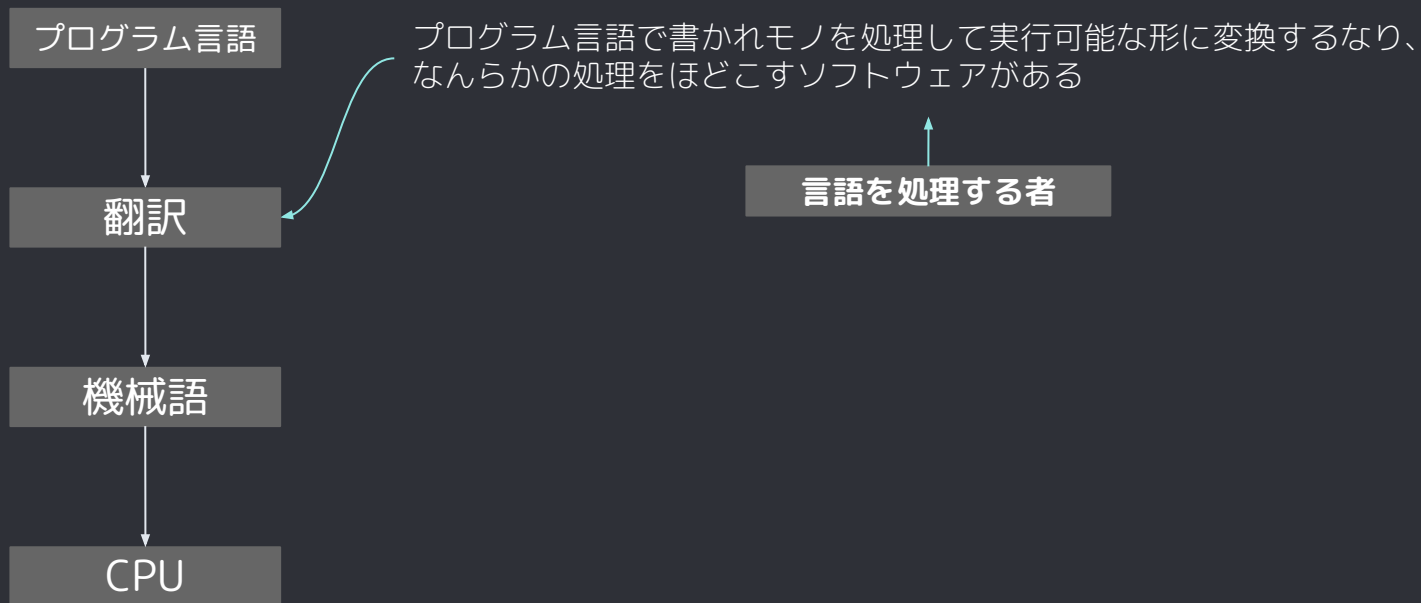 プログラム言語
プログラム言語で書かれモノを処理して実行可能な形に変換するなり、
なんらかの処理をほどこすソフトウェアがある
言語を処理する者
翻訳
機械語
CPU